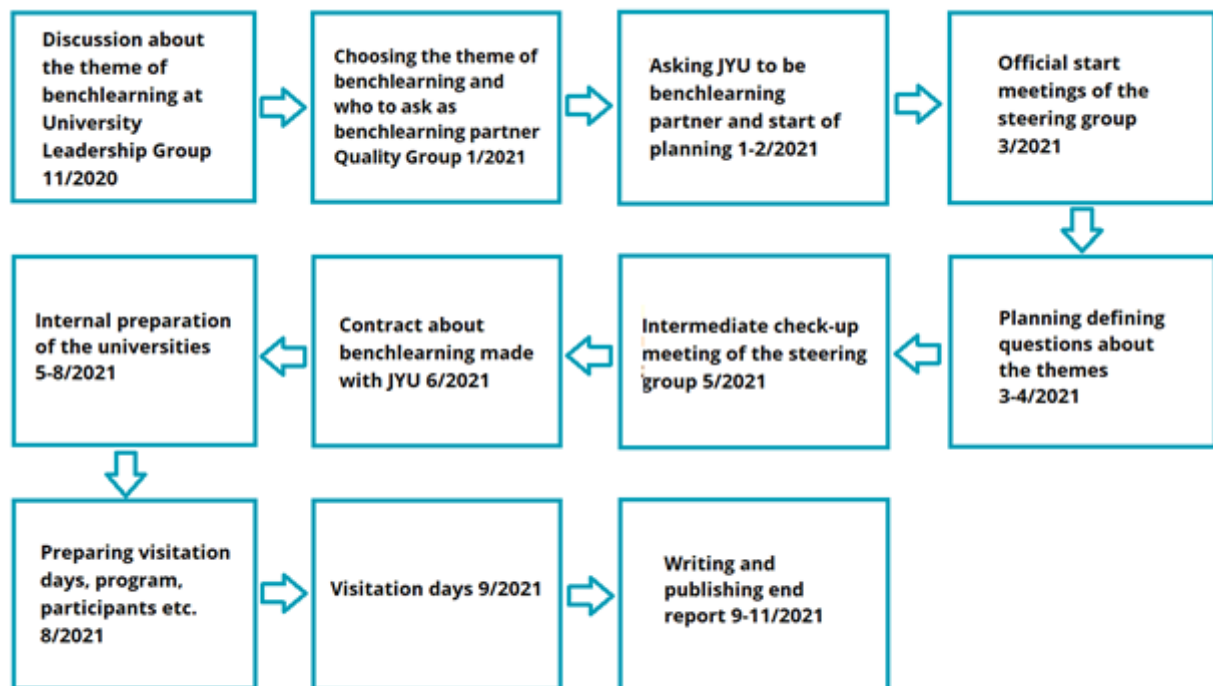 Discussion about
the theme of
benchlearning at
University
Leadership Group
11/2020
Choosing the theme of
benchlearning and
who to ask as
benchlearning partner
Quality Group 1/2021
Asking JYU to be
benchlearning
partner and start of
planning 1-2/2021
Official start
meetings of the
steering group
3/2021
Planning defining
questions about
the themes
3-4/2021
Intermediate check-up
meeting of the steering
group 5/2021
Contract about
benchlearning made
with JYU 6/2021
Internal preparation
of the universities
5-8/2021
Preparing visitation
days, program,
participants etc.
8/2021
Visitation days 9/2021
Writing and
publishing end
report 9-11/2021